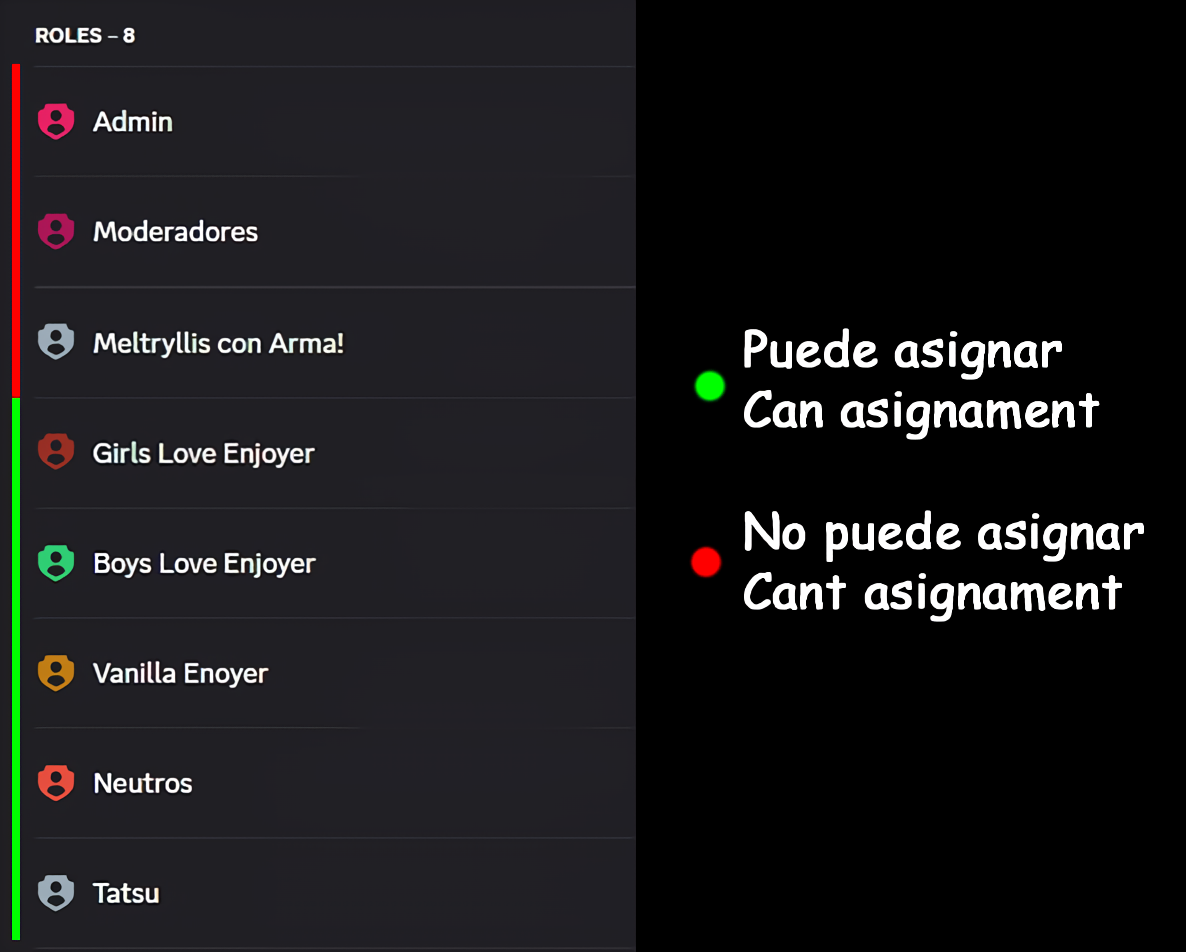 ROLES – 8
Admin
Moderadores
Meltryllis con Arma!
Girls Love Enjoyer
Boys Love Enjoyer
Vanilla Enoyer
Neutros
Tatsu
Puede asignar
Can asignament
No puede asignar
Cant asignament